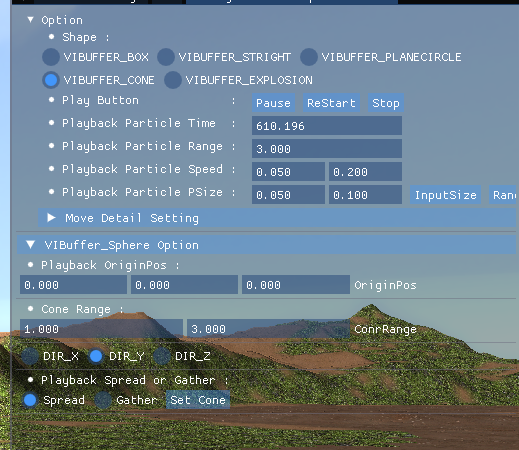 Option
Shape :
VIBUFFER_BOX VIBUFFER_STRIGHT VIBUFFER_PLANECIRCLE
VIBUFFER_CONE VIBUFFER_EXPLOSION
Play Button : Pause ReStart Stop
Playback Particle Time : 610.196
Playback Particle Range : 3.000
Playback Particle Speed : 0.050 0.200
Playback Particle PSize : 0.050 0.100 InputSize
Move Detail Setting
VIBuffer_Sphere Option
Playback OriginPos :
0.000 0.000 0.000 OriginPos
Cone Range :
1.000 3.000 ConrRange
DIR_X DIR_Y DIR_Z
Playback Spread or Gather :
Spread Gather Set Cone